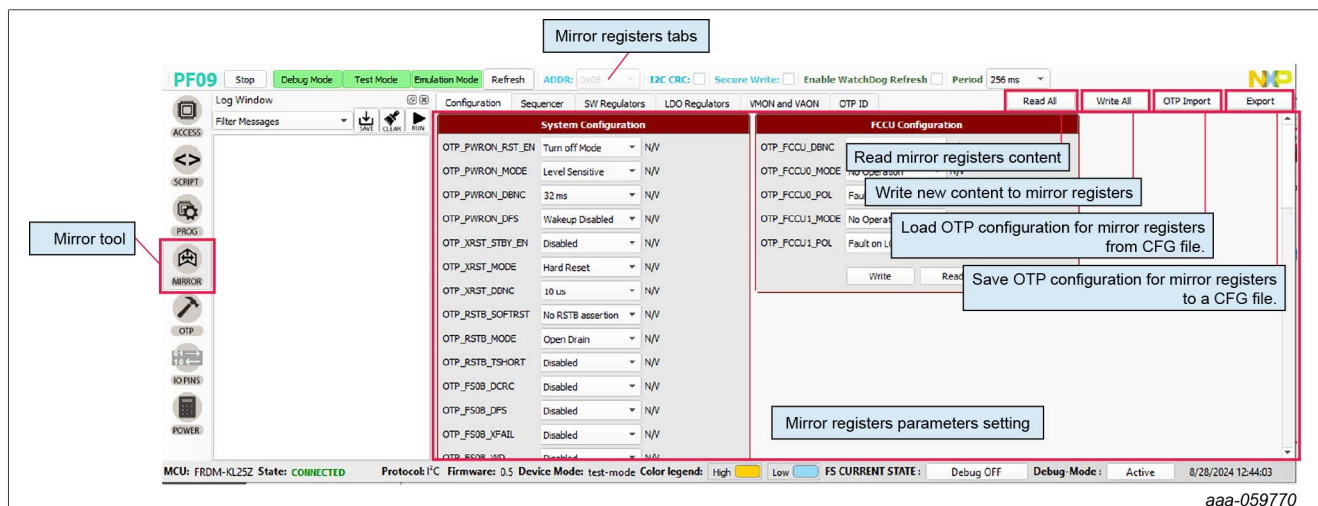 Mirror registers tabs
PF09 Stop Debug Mode Test Mode Emulation Mode Refresh ADDR: 0x08 I2C CRC: Secure Write: Enable WatchDog Refresh Period 256 ms NXP
Log Window Configuration Sequencer SW Regulators LDO Regulators VMON and VAON OTP ID Read All Write All OTP Import Export
Filter Messages SAVE CLEAR RUN
ACCESS
SCRIPT
PROG
Mirror tool
MIRROR
OTP
IO PINS
POWER
System Configuration
OTP_PWRON_RST_EN Turn off Mode N/V
OTP_PWRON_MODE Level Sensitive N/V
OTP_PWRON_DBNC 32 ms N/V
OTP_PWRON_DFS Wakeup Disabled N/V
OTP_XRST_STBY_EN Disabled N/V
OTP_XRST_MODE Hard Reset N/V
OTP_XRST_DBNC 10 us N/V
OTP_RSTB_SOFTRST No RSTB assertion N/V
OTP_RSTB_MODE Open Drain N/V
OTP_RSTB_TSHORT Disabled N/V
OTP_FS0B_DCRC Disabled N/V
OTP_FS0B_DFS Disabled N/V
OTP_FS0B_XFAIL Disabled N/V
OTP_FS0B_WD Disabled N/V
FCCU Configuration
OTP_FCCU_DBNC
OTP_FCCU0_MODE No Operation N/V
OTP_FCCU0_POL
OTP_FCCU1_MODE No Operat
OTP_FCCU1_POL Fault on LO
Write Read
Read mirror registers content
Write new content to mirror registers
Load OTP configuration for mirror registers
from CFG file.
Save OTP configuration for mirror registers
to a CFG file.
Mirror registers parameters setting
MCU: FRDM-KL25Z State: CONNECTED Protocol: I²C Firmware: 0.5 Device Mode: test-mode Color legend: High Low FS CURRENT STATE : Debug OFF Debug-Mode : Active 8/28/2024 12:44:03
aaa-059770